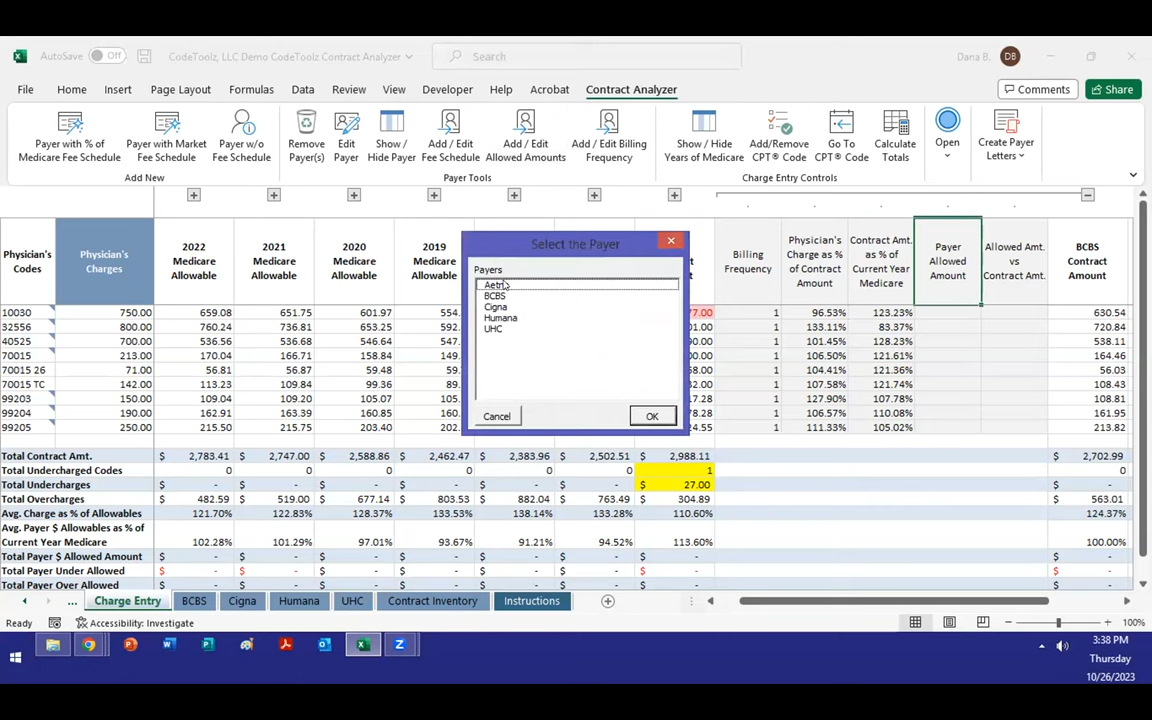 AutoSave Off CodeToolz, LLC Demo CodeToolz Contract Analyzer Search Dana B. DB
File Home Insert Page Layout Formulas Data Review View Developer Help Acrobat Contract Analyzer Comments Share
Payer with % of Medicare Fee Schedule
Payer with Market Fee Schedule
Payer w/o Fee Schedule
Remove Payer(s)
Edit Payer
Show / Hide Payer
Add / Edit Fee Schedule
Add / Edit Allowed Amounts
Add / Edit Billing Frequency
Show / Hide Years of Medicare
Add/Remove CPT® Code
Go To CPT® Code
Calculate Totals
Open
Create Payer Letters
Add New Payer Tools Charge Entry Controls
Physician's Codes
Physician's Charges
2022 Medicare Allowable
2021 Medicare Allowable
2020 Medicare Allowable
2019 Medicare Allowable
Billing Frequency
Physician's Charge as % of Contract Amount
Contract Amt. as % of Current Year Medicare
Payer Allowed Amount
Allowed Amt. vs Contract Amt.
BCBS Contract Amount
Select the Payer
Payers
BCBS
Cigna
Humana
UHC
Cancel OK
10030 750.00 659.08 651.75 601.97 554. 77.00 1 96.53% 123.23% 630.54
32556 800.00 760.24 736.81 653.25 592. 1 133.11% 83.37% 720.84
40525 700.00 536.56 546.68 546.64 547. 90.00 1 101.45% 128.23% 538.11
70015 213.00 170.04 166.71 158.84 152. 00.00 1 106.50% 121.61% 164.46
70015 26 71.00 56.81 56.87 59.48 1 104.41% 121.36% 56.03
70015 TC 142.00 113.23 109.84 99.36 32.00 1 107.58% 121.74% 108.43
99203 150.00 109.04 109.20 105.07 17.28 1 127.90% 107.78% 108.81
99204 190.00 162.91 163.39 160.85 78.28 1 106.57% 110.08% 161.95
99205 250.00 215.50 215.75 203.40 202. 24.55 1 111.33% 105.02% 213.82
Total Contract Amt. $ 2,783.41 $ 2,747.00 $ 2,588.86 $ 2,462.47 $ 2,383.96 $ 2,502.51 $ 2,988.11 $ 2,702.99
Total Undercharged Codes 0 0 0 0 0 0 1 0
Total Undercharges $ - $ - $ - $ - $ - $ - $ 27.00 $ -
Total Overcharges $ 482.59 $ 519.00 $ 677.14 $ 803.53 $ 882.04 $ 763.49 $ 304.89 $ 563.01
Avg. Charge as % of Allowables 121.70% 122.83% 128.37% 133.53% 138.14% 133.28% 110.60% 124.37%
Avg. Payer $ Allowables as % of
Current Year Medicare 102.28% 101.29% 97.01% 93.67% 91.21% 94.52% 113.60% 100.00%
Total Payer $ Allowed Amount $ - $ - $ - $ - $ - $ - $ - $ -
Total Payer Under Allowed $ - $ - $ - $ - $ - $ - $ - $ -
Total Payer Over Allowed $ - $ - $ - $ - $ - $ - $ - $ -
... Charge Entry BCBS Cigna Humana UHC Contract Inventory Instructions
Ready Accessibility: Investigate 100%
3:38 PM
Thursday
10/26/2023